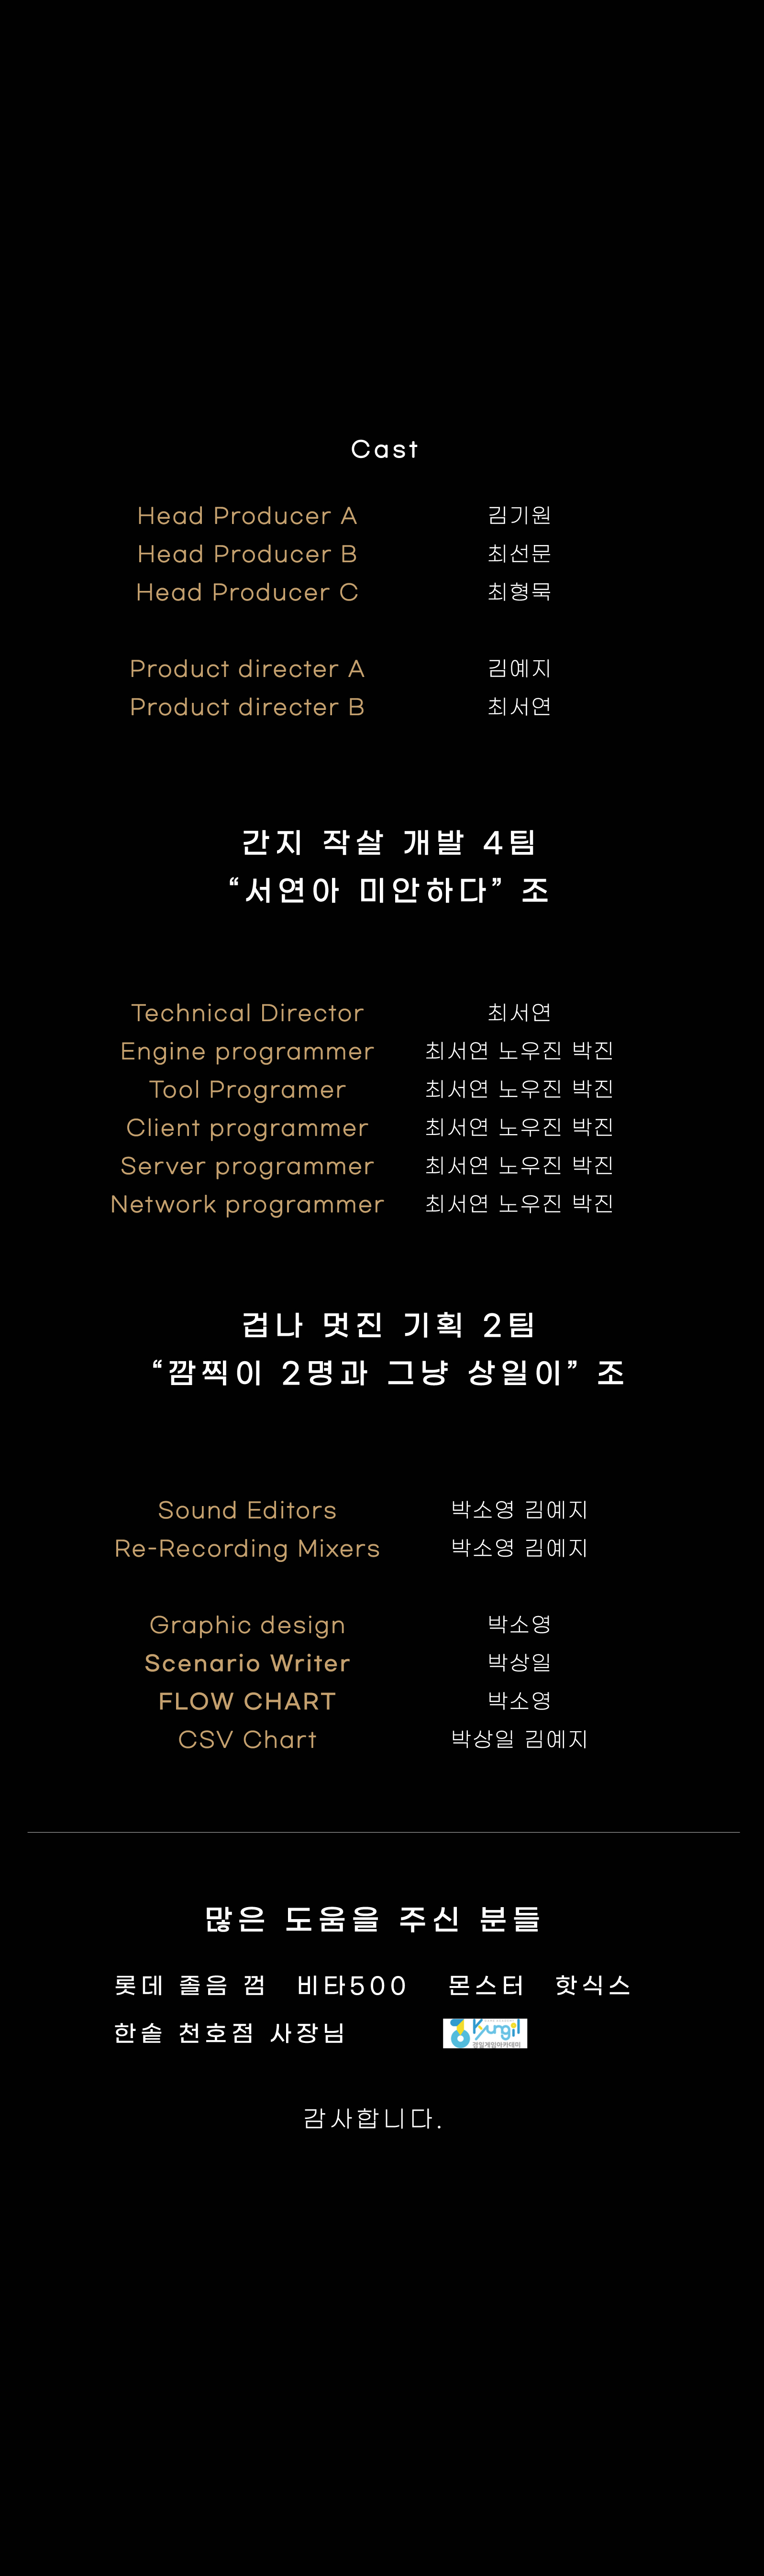 Cast
Head Producer A 김기원
Head Producer B 최선문
Head Producer C 최형묵
Product directer A 김예지
Product directer B 최서연
간지 작살 개발 4팀
“서연아 미안하다” 조
Technical Director 최서연
Engine programmer 최서연 노우진 박진
Tool Programer 최서연 노우진 박진
Client programmer 최서연 노우진 박진
Server programmer 최서연 노우진 박진
Network programmer 최서연 노우진 박진
겁나 멋진 기획 2팀
“깜찍이 2명과 그냥 상일이” 조
Sound Editors 박소영 김예지
Re-Recording Mixers 박소영 김예지
Graphic design 박소영
Scenario Writer 박상일
FLOW CHART 박소영
CSV Chart 박상일 김예지
많은 도움을 주신 분들
롯데 졸음 껌 비타500 몬스터 핫식스
한솥 천호점 사장님 Kyungil
경일게임아카데미
감사합니다.